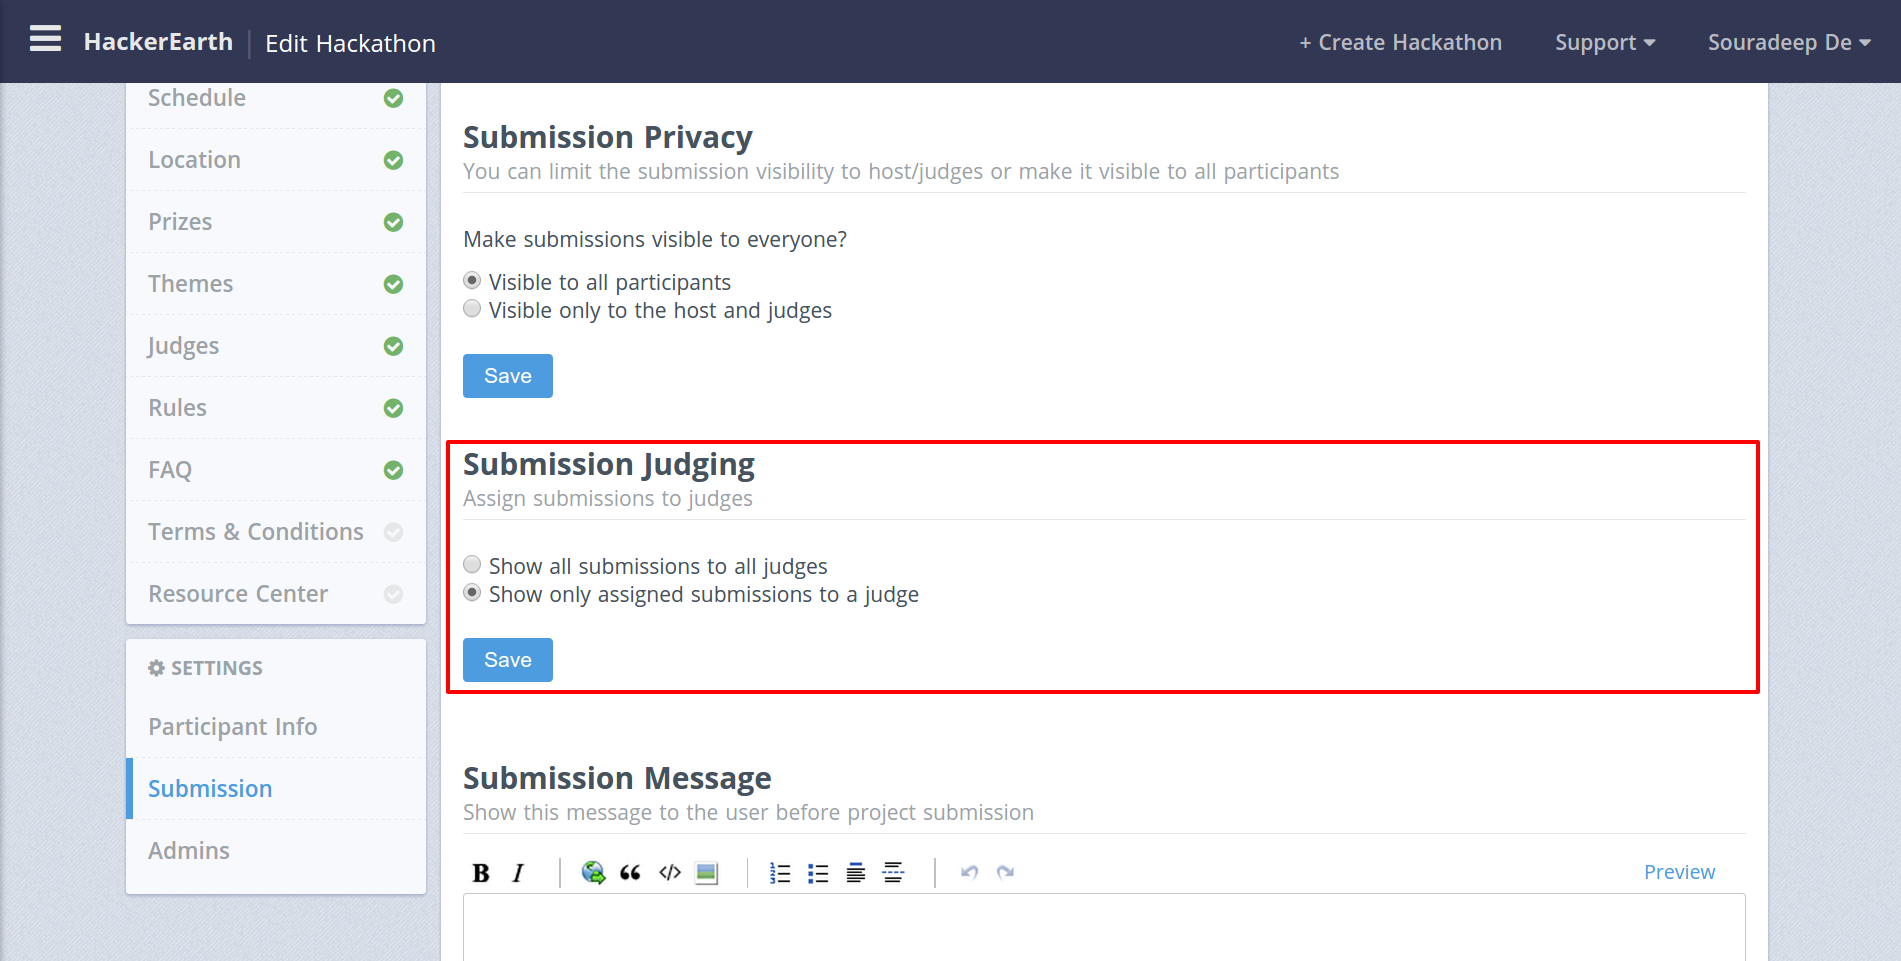 HackerEarth | Edit Hackathon
+ Create Hackathon
Support
Souradeep De
Schedule
Location
Prizes
Themes
Judges
Rules
FAQ
Terms & Conditions
Resource Center
SETTINGS
Participant Info
Submission
Admins
Submission Privacy
You can limit the submission visibility to host/judges or make it visible to all participants
Make submissions visible to everyone?
Visible to all participants
Visible only to the host and judges
Save
Submission Judging
Assign submissions to judges
Show all submissions to all judges
Show only assigned submissions to a judge
Save
Submission Message
Show this message to the user before project submission
B I
Preview